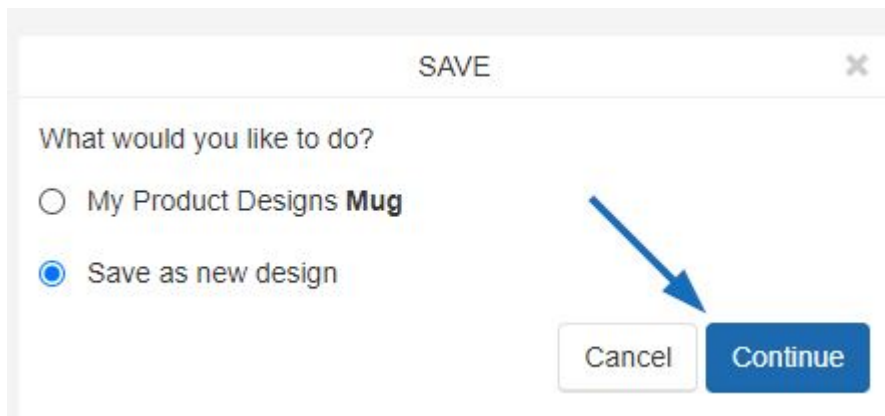 SAVE
What would you like to do?
My Product Designs Mug
Save as new design
Cancel Continue